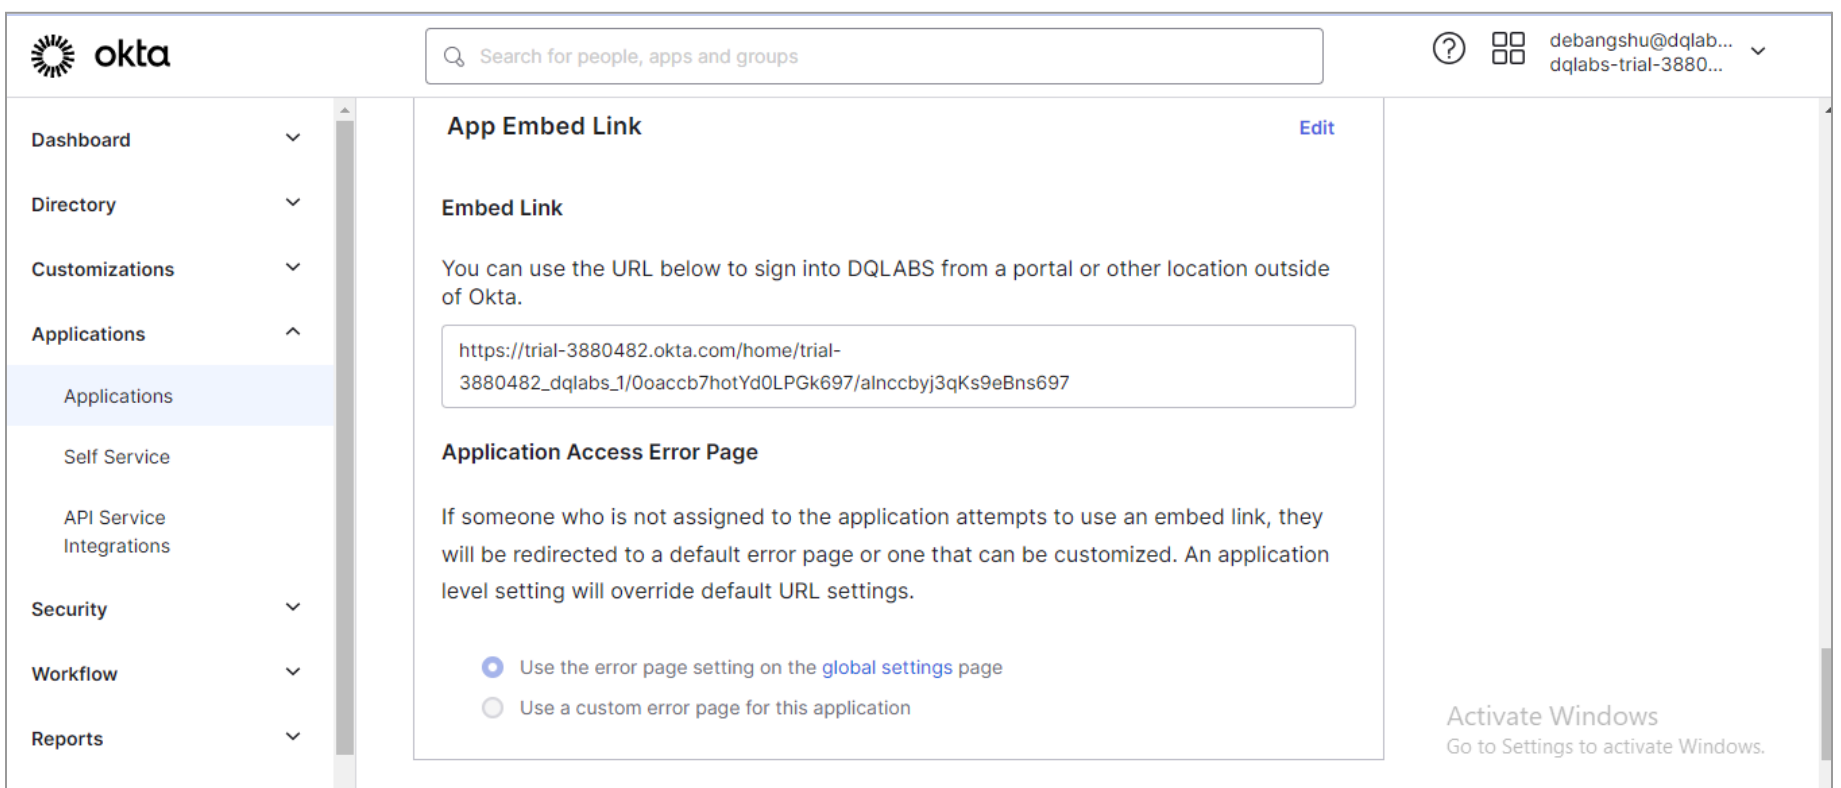 okta
Search for people, apps and groups
debangshu@dqlab...
dqlabs-trial-3880...
Dashboard
Directory
Customizations
Applications
Applications
Self Service
API Service
Integrations
Security
Workflow
Reports
App Embed Link
Edit
Embed Link
You can use the URL below to sign into DQLABS from a portal or other location outside
of Okta.
https://trial-3880482.okta.com/home/trial-
3880482_dqlabs_1/0oaccb7hotYd0LPGk697/alnccbyj3qKs9eBns697
Application Access Error Page
If someone who is not assigned to the application attempts to use an embed link, they
will be redirected to a default error page or one that can be customized. An application
level setting will override default URL settings.
Use the error page setting on the global settings page
Use a custom error page for this application
Activate Windows
Go to Settings to activate Windows.